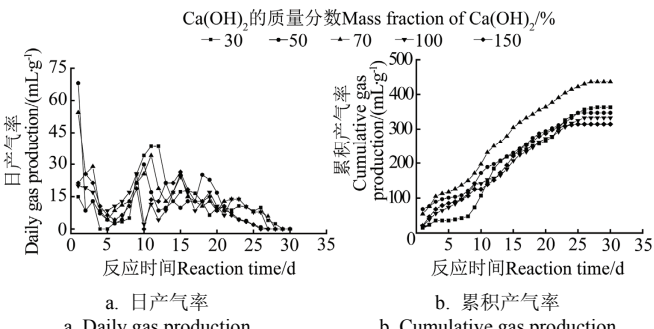 Ca(OH)2的质量分数Mass fraction of Ca(OH)2/%
30 50 70 100 150
日产气率
Daily gas production/(mL·g-1)
75
60
45
30
15
0
0 5 10 15 20 25 30 35
反应时间Reaction time/d
a. 日产气率
a. Daily gas production
累积产气率
Cumulative gas
production/(mL·g-1)
500
400
300
200
100
0
5 10 15 20 25 30 35
反应时间Reaction time/d
b. 累积产气率
b. Cumulative gas production